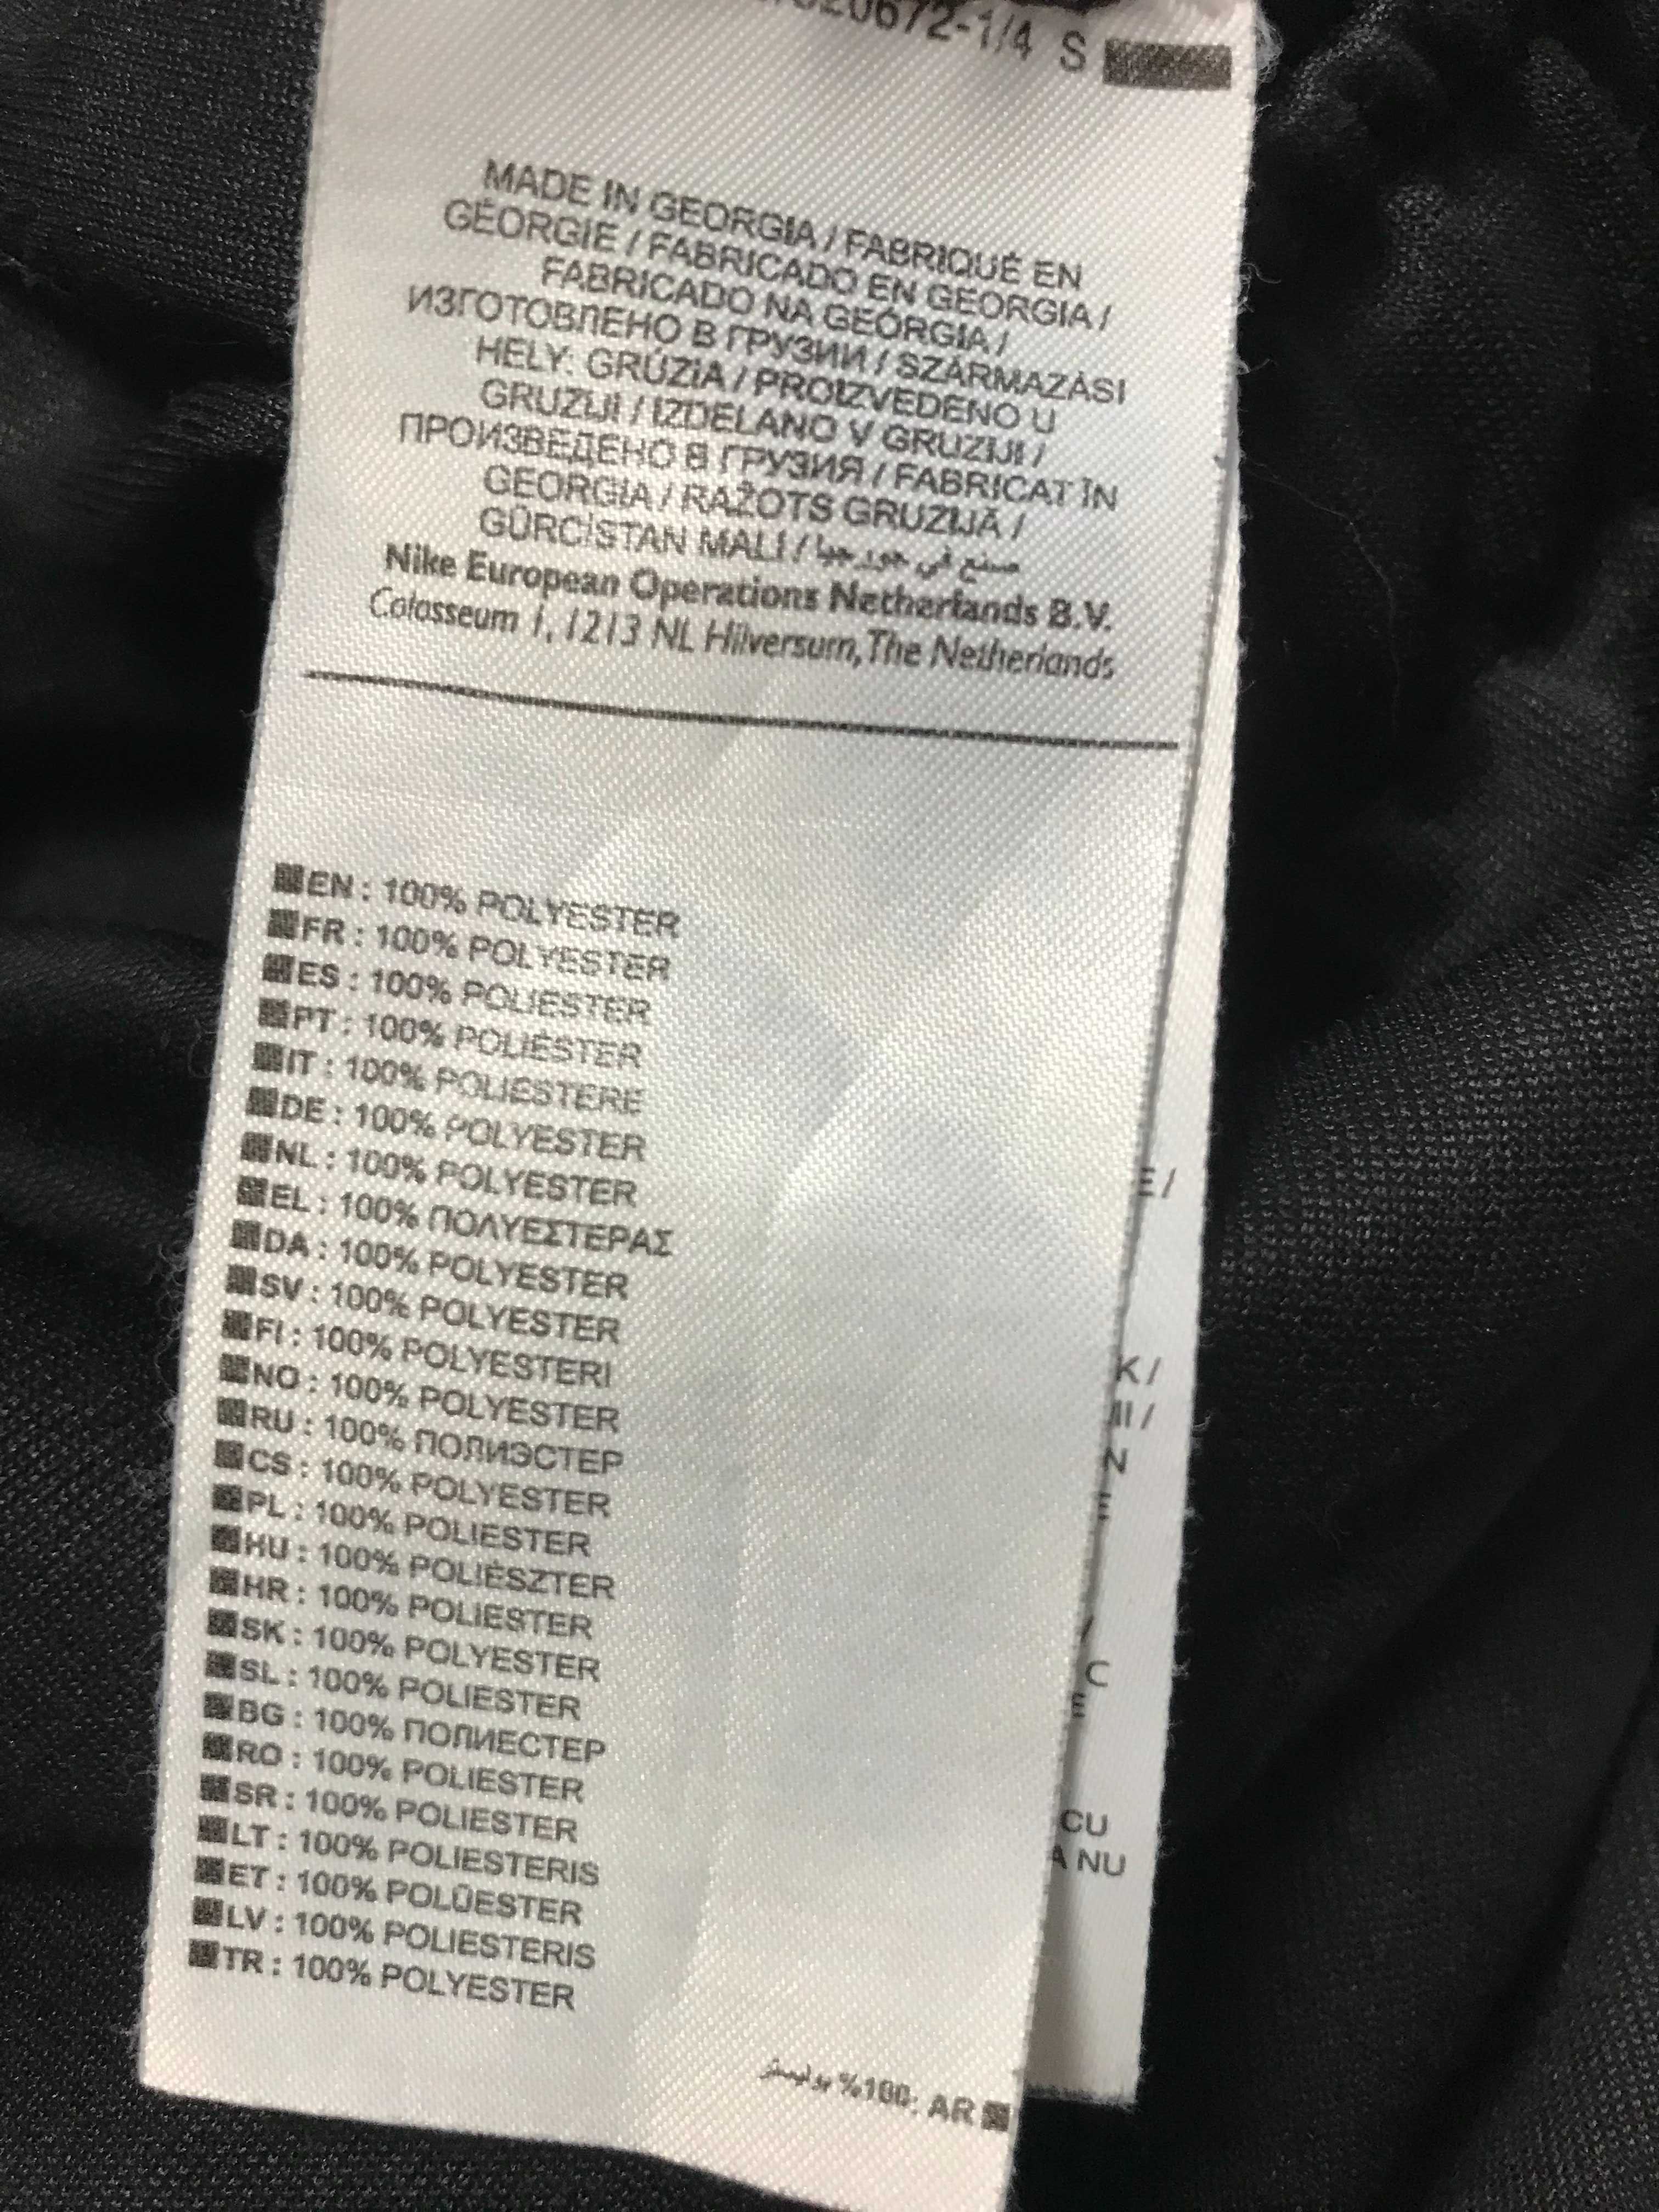 20672-1/4 S
MADE IN GEORGIA / FABRIQUÉ EN
GÉORGIE / FABRICADO EN GEORGIA /
FABRICADO NA GEÓRGIA /
ИЗГОТОВЛЕНО В ГРУЗИИ / SZÁRMAZÁSI
HELY: GRÚZIA / PROIZVEDENO U
GRUZIJI / IZDELANO V GRUZIJI /
ПРОИЗВЕДЕНО В ГРУЗИЯ / FABRICAT ÎN
GEORGIA / RAŽOTS GRUZIJĀ /
GÜRCİSTAN MALI / صنع في جورجيا
Nike European Operations Netherlands B.V.
Colosseum 1, 1213 NL Hilversum, The Netherlands
EN : 100% POLYESTER
FR : 100% POLYESTER
ES : 100% POLIESTER
PT : 100% POLIÉSTER
IT : 100% POLIESTERE
DE : 100% POLYESTER
NL : 100% POLYESTER
EL : 100% ΠΟΛΥΕΣΤΕΡΑΣ
DA : 100% POLYESTER
SV : 100% POLYESTER
FI : 100% POLYESTERI
NO : 100% POLYESTER
RU : 100% ПОЛИЭСТЕР
CS : 100% POLYESTER
PL : 100% POLIESTER
HU : 100% POLIÉSZTER
HR : 100% POLIESTER
SK : 100% POLYESTER
SL : 100% POLIESTER
BG : 100% ПОЛИЕСТЕР
RO : 100% POLIESTER
SR : 100% POLIESTER
LT : 100% POLIESTERIS
ET : 100% POLÜESTER
LV : 100% POLIESTERIS
TR : 100% POLYESTER
AR :100% بوليستر
E /
K /
II /
N
E
/
C
E
CU
A NU